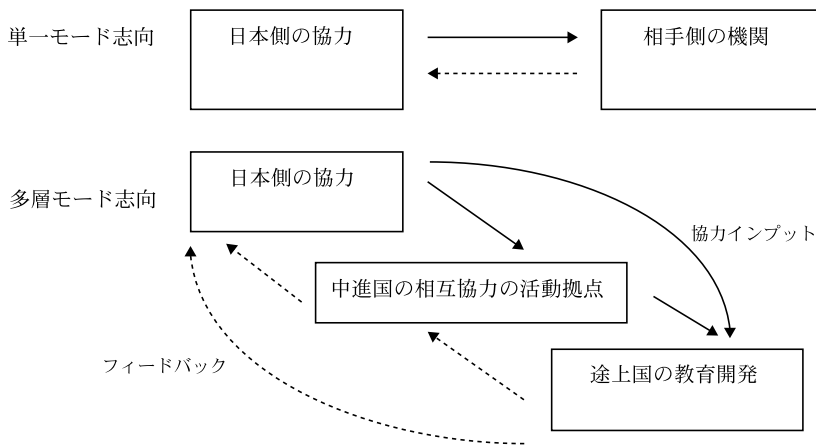 単一モード志向
日本側の協力
相手側の機関
多層モード志向
日本側の協力
協力インプット
中進国の相互協力の活動拠点
フィードバック
途上国の教育開発